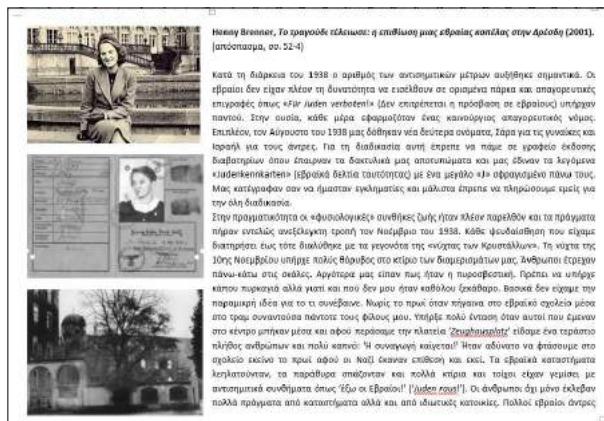 Henny Brenner, Το τραγούδι τέλειωσε: η επιβίωση μιας εβραίας κοπέλας στην Δρέσδη (2001).
(απόσπασμα, σσ. 52-4)
Κατά τη διάρκεια του 1938 ο αριθμός των αντισημιτικών μέτρων αυξήθηκε σημαντικά. Οι
εβραίοι δεν είχαν πλέον τη δυνατότητα να εισέλθουν σε ορισμένα πάρκα και απαγορευτικές
επιγραφές όπως «Für Juden verboten!» (Δεν επιτρέπεται η πρόσβαση σε εβραίους) υπήρχαν
παντού. Στην ουσία, κάθε μέρα εφαρμοζόταν ένας καινούργιος απαγορευτικός νόμος.
Επιπλέον, τον Αύγουστο του 1938 μας δόθηκαν νέα δεύτερα ονόματα, Σάρα για τις γυναίκες και
Ισραήλ για τους άντρες. Για τη διαδικασία αυτή έπρεπε να πάμε σε γραφείο έκδοσης
διαβατηρίων όπου έπαιρναν τα δακτυλικά μας αποτυπώματα και μας έδιναν τα λεγόμενα
«Judenkennkarten» (εβραϊκά δελτία ταυτότητας) με ένα μεγάλο «J» σφραγισμένο πάνω τους.
Μας κατέγραφαν σαν να ήμασταν εγκληματίες και μάλιστα έπρεπε να πληρώσουμε εμείς για
την όλη διαδικασία.
Στην πραγματικότητα οι «φυσιολογικές» συνθήκες ζωής ήταν πλέον παρελθόν και τα πράγματα
πήραν εντελώς ανεξέλεγκτη τροπή τον Νοέμβριο του 1938. Κάθε ψευδαίσθηση που είχαμε
διατηρήσει έως τότε διαλύθηκε με τα γεγονότα της «νύχτας των Κρυστάλλων». Τη νύχτα της
10ης Νοεμβρίου υπήρχε πολύς θόρυβος στο κτίριο των διαμερισμάτων μας. Άνθρωποι έτρεχαν
πάνω-κάτω στις σκάλες. Αργότερα μας είπαν πως ήταν η πυροσβεστική. Πρέπει να υπήρχε
κάπου πυρκαγιά αλλά γιατί και πού δεν μου ήταν καθόλου ξεκάθαρο. Βασικά δεν είχαμε την
παραμικρή ιδέα για το τι συνέβαινε. Νωρίς το πρωί όταν πήγαινα στο εβραϊκό σχολείο μέσα
στο τραμ συναντούσα πάντοτε τους φίλους μου. Υπήρξε πολύ ένταση όταν αυτοί που έμεναν
στο κέντρο μπήκαν μέσα και αφού περάσαμε την πλατεία 'Zeughausplatz' είδαμε ένα τεράστιο
πλήθος ανθρώπων και πολύ καπνό: 'Η συναγωγή καίγεται!' Ήταν αδύνατο να φτάσουμε στο
σχολείο εκείνο το πρωί αφού οι Ναζί έκαναν επίθεση και εκεί. Τα εβραϊκά καταστήματα
λεηλατούνταν, τα παράθυρα σπάζονταν και πολλά κτίρια και τοίχοι είχαν γεμίσει με
αντισημιτικά συνθήματα όπως 'έξω οι Εβραίοι!' ['Juden raus!']. Οι άνθρωποι όχι μόνο έκλεβαν
πολλά πράγματα από καταστήματα αλλά και από ιδιωτικές κατοικίες. Πολλοί εβραίοι άντρες